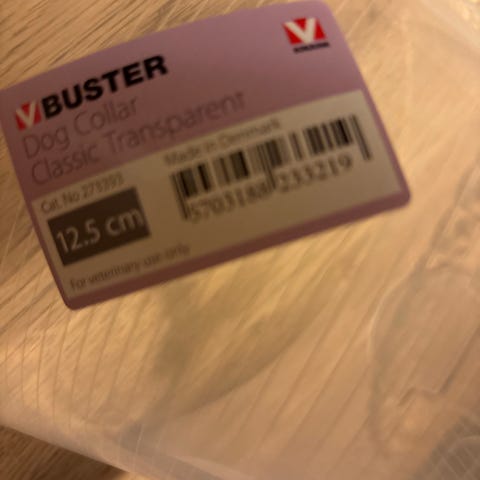 BUSTER
Dog Collar
Classic Transparent
Made in Denmark
Cat. No 273393
12.5 cm
5703188 233219
For veterinary use only